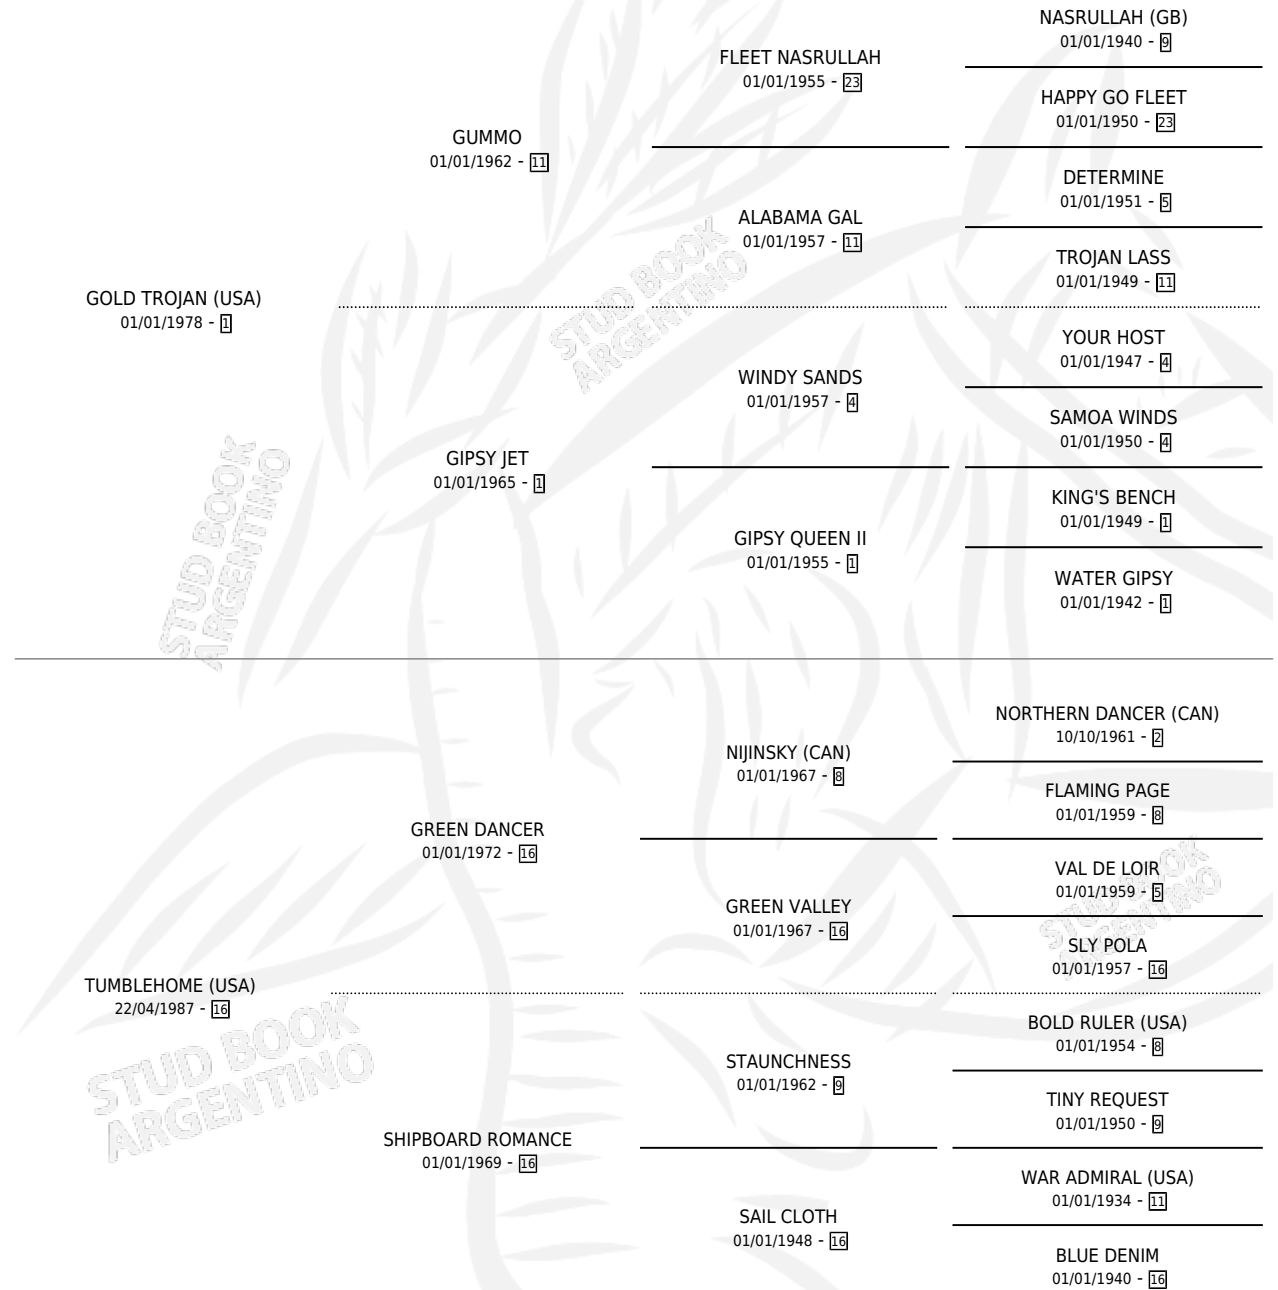 NASRULLAH (GB)
01/01/1940 - 9
FLEET NASRULLAH
01/01/1955 - 23
HAPPY GO FLEET
01/01/1950 - 23
GUMMO
01/01/1962 - 11
DETERMINE
01/01/1951 - 5
ALABAMA GAL
01/01/1957 - 11
TROJAN LASS
01/01/1949 - 11
GOLD TROJAN (USA)
01/01/1978 - 1
YOUR HOST
01/01/1947 - 4
WINDY SANDS
01/01/1957 - 4
SAMOA WINDS
01/01/1950 - 4
GIPSY JET
01/01/1965 - 1
KING'S BENCH
01/01/1949 - 1
GIPSY QUEEN II
01/01/1955 - 1
WATER GIPSY
01/01/1942 - 1
NORTHERN DANCER (CAN)
10/10/1961 - 2
NIJINSKY (CAN)
01/01/1967 - 8
FLAMING PAGE
01/01/1959 - 8
GREEN DANCER
01/01/1972 - 16
VAL DE LOIR
01/01/1959 - 5
GREEN VALLEY
01/01/1967 - 16
SLY POLA
01/01/1957 - 16
TUMBLEHOME (USA)
22/04/1987 - 16
BOLD RULER (USA)
01/01/1954 - 8
STAUNCHNESS
01/01/1962 - 9
TINY REQUEST
01/01/1950 - 9
SHIPBOARD ROMANCE
01/01/1969 - 16
WAR ADMIRAL (USA)
01/01/1934 - 11
SAIL CLOTH
01/01/1948 - 16
BLUE DENIM
01/01/1940 - 16
STUD BOOK
ARGENTINO
STUD BOOK
ARGENTINO
STUD BOOK
ARGENTINO
STUD BOOK
ARGENTINO